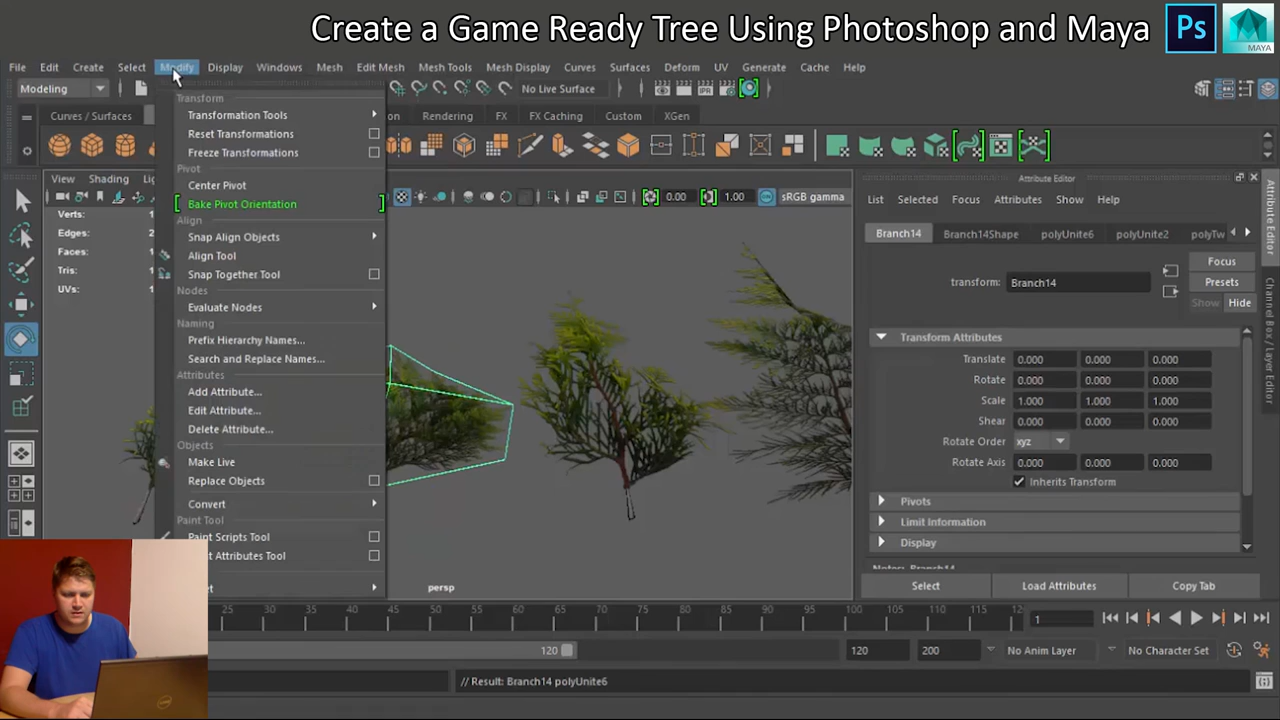 Create a Game Ready Tree Using Photoshop and Maya
Ps
MAYA
File Edit Create Select Modify Display Windows Mesh Edit Mesh Mesh Tools Mesh Display Curves Surfaces Deform UV Generate Cache Help
Modeling
No Live Surface
Curves / Surfaces
Rendering FX FX Caching Custom XGen
Transform
Transformation Tools
Reset Transformations
Freeze Transformations
Pivot
Center Pivot
Bake Pivot Orientation
Align
Snap Align Objects
Align Tool
Snap Together Tool
Nodes
Evaluate Nodes
Naming
Prefix Hierarchy Names...
Search and Replace Names...
Attributes
Add Attribute...
Edit Attribute...
Delete Attribute...
Objects
Make Live
Replace Objects
Convert
Paint Tool
Paint Scripts Tool
t Attributes Tool
View Shading
Verts:
Edges:
Faces:
Tris:
UVs:
0.00 1.00 sRGB gamma
persp
Attribute Editor
List Selected Focus Attributes Show Help
Branch14 Branch14Shape polyUnite6 polyUnite2 polyTw
Focus
transform: Branch14
Presets
Show Hide
Transform Attributes
Translate 0.000 0.000 0.000
Rotate 0.000 0.000 0.000
Scale 1.000 1.000 1.000
Shear 0.000 0.000 0.000
Rotate Order xyz
Rotate Axis 0.000 0.000 0.000
Inherits Transform
Pivots
Limit Information
Display
Notes: Branch14
Select Load Attributes Copy Tab
Attribute Editor
Channel Box / Layer Editor
25 30 35 40 45 50 55 60 65 70 75 80 85 90 95 100 105 110 115 12
1
120 120 200 No Anim Layer No Character Set
// Result: Branch14 polyUnite6